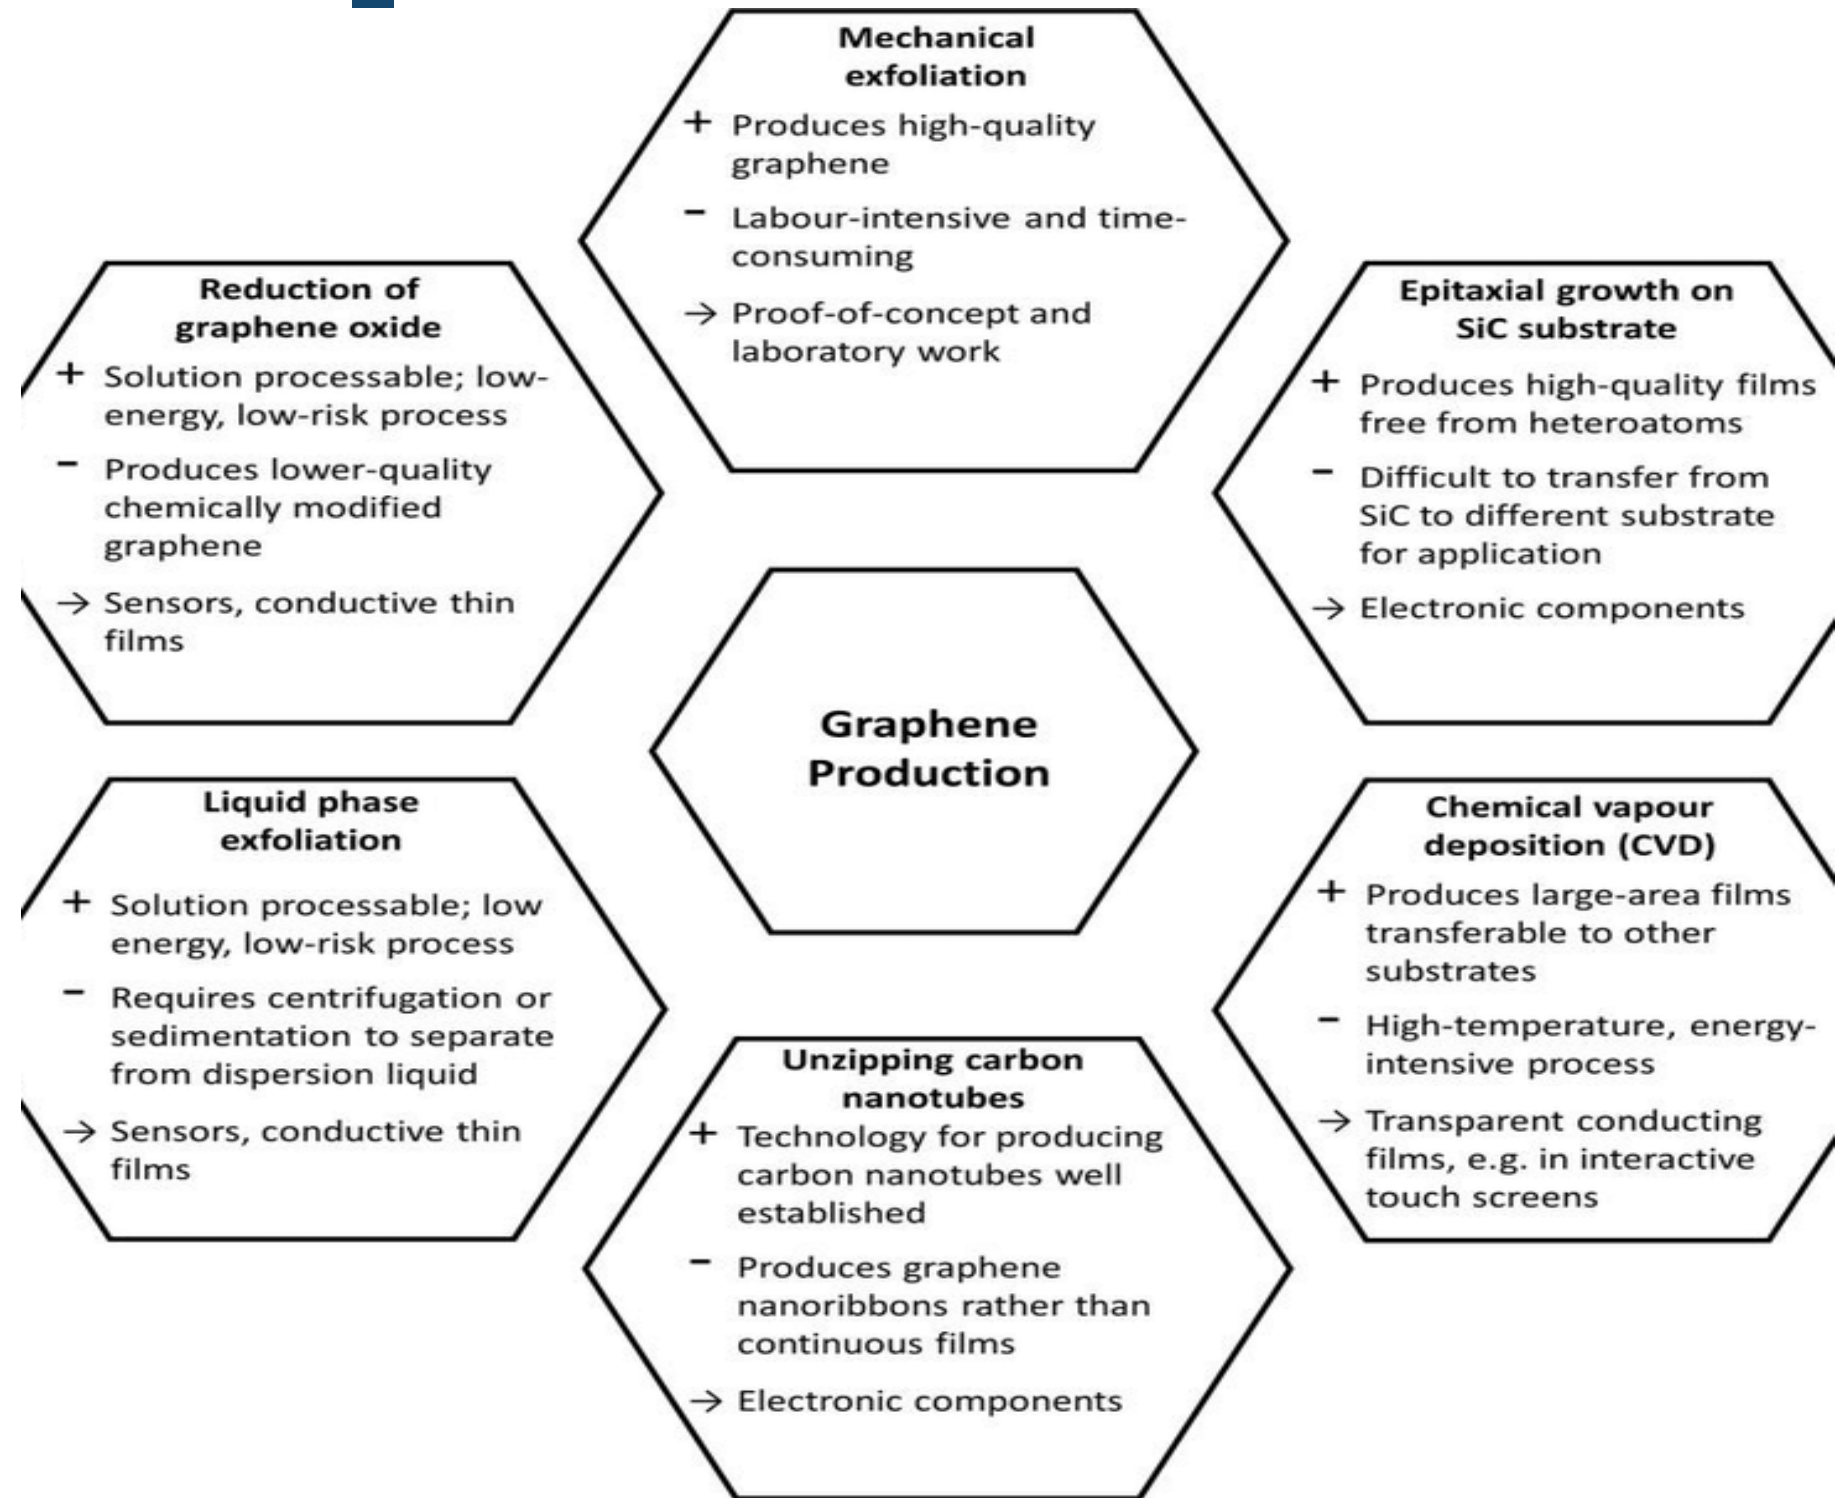 Mechanical
exfoliation
+ Produces high-quality
graphene
- Labour-intensive and time-
consuming
→ Proof-of-concept and
laboratory work
Reduction of
graphene oxide
+ Solution processable; low-
energy, low-risk process
- Produces lower-quality
chemically modified
graphene
→ Sensors, conductive thin
films
Epitaxial growth on
SiC substrate
+ Produces high-quality films
free from heteroatoms
- Difficult to transfer from
SiC to different substrate
for application
→ Electronic components
Graphene
Production
Liquid phase
exfoliation
+ Solution processable; low
energy, low-risk process
- Requires centrifugation or
sedimentation to separate
from dispersion liquid
→ Sensors, conductive thin
films
Chemical vapour
deposition (CVD)
+ Produces large-area films
transferable to other
substrates
- High-temperature, energy-
intensive process
→ Transparent conducting
films, e.g. in interactive
touch screens
Unzipping carbon
nanotubes
+ Technology for producing
carbon nanotubes well
established
- Produces graphene
nanoribbons rather than
continuous films
→ Electronic components